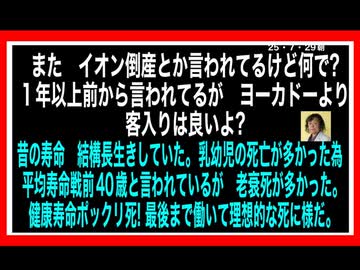 25・7・29朝
また　イオン倒産とか言われてるけど何で?
１年以上前から言われてるが　ヨーカドーより
客入りは良いよ?
昔の寿命　結構長生きしていた。乳幼児の死亡が多かった為
平均寿命戦前40歳と言われているが　老衰死が多かった。
健康寿命ポックリ死! 最後まで働いて理想的な死に様だ。